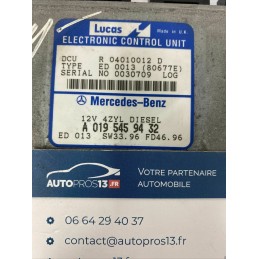 Lucas
Made in U.K.
ELECTRONIC CONTROL UNIT
DCU R 04010012 D
TYPE ED 0013 (80677E)
SERIAL NO 0030709 LOG
Mercedes-Benz
12V 4ZYL DIESEL
A 019 545 94 32
ED 013 SW33.96 FD46.96
AUTOPROS13.FR
VOTRE PARTENAIRE
AUTOMOBILE
06 64 29 40 37
contact@autopros13.fr